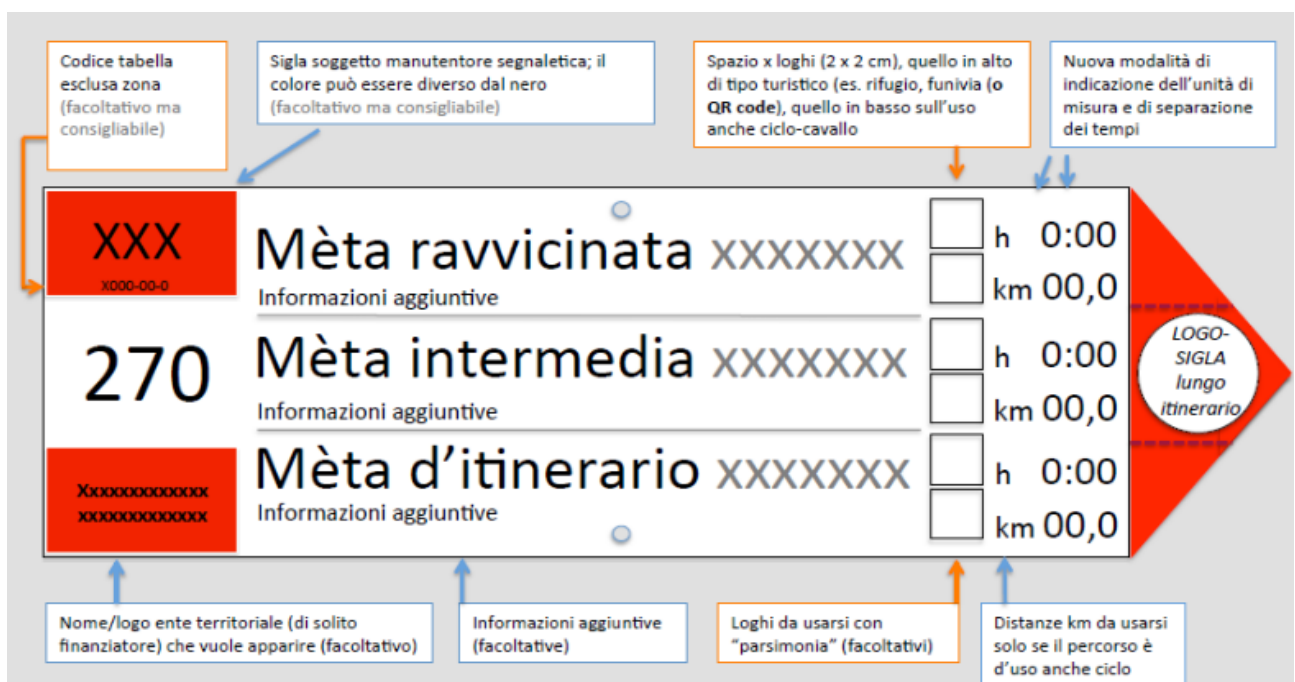 Codice tabella
esclusa zona
(facoltativo ma
consigliabile)
Sigla soggetto manutentore segnaletica; il
colore può essere diverso dal nero
(facoltativo ma consigliabile)
Spazio x loghi (2 x 2 cm), quello in alto
di tipo turistico (es. rifugio, funivia (o
QR code), quello in basso sull'uso
anche ciclo-cavallo
Nuova modalità di
indicazione dell'unità di
misura e di separazione
dei tempi
XXX
X000-00-0
270
Xxxxxxxxxxxxx
xxxxxxxxxxxxx
Mèta ravvicinata xxxxxxx
Informazioni aggiuntive
h 0:00
km 00,0
Mèta intermedia xxxxxxx
Informazioni aggiuntive
h 0:00
km 00,0
Mèta d'itinerario xxxxxxx
Informazioni aggiuntive
h 0:00
km 00,0
LOGO-
SIGLA
lungo
itinerario
Nome/logo ente territoriale (di solito
finanziatore) che vuole apparire (facoltativo)
Informazioni aggiuntive
(facoltative)
Loghi da usarsi con
"parsimonia" (facoltativi)
Distanze km da usarsi
solo se il percorso è
d'uso anche ciclo